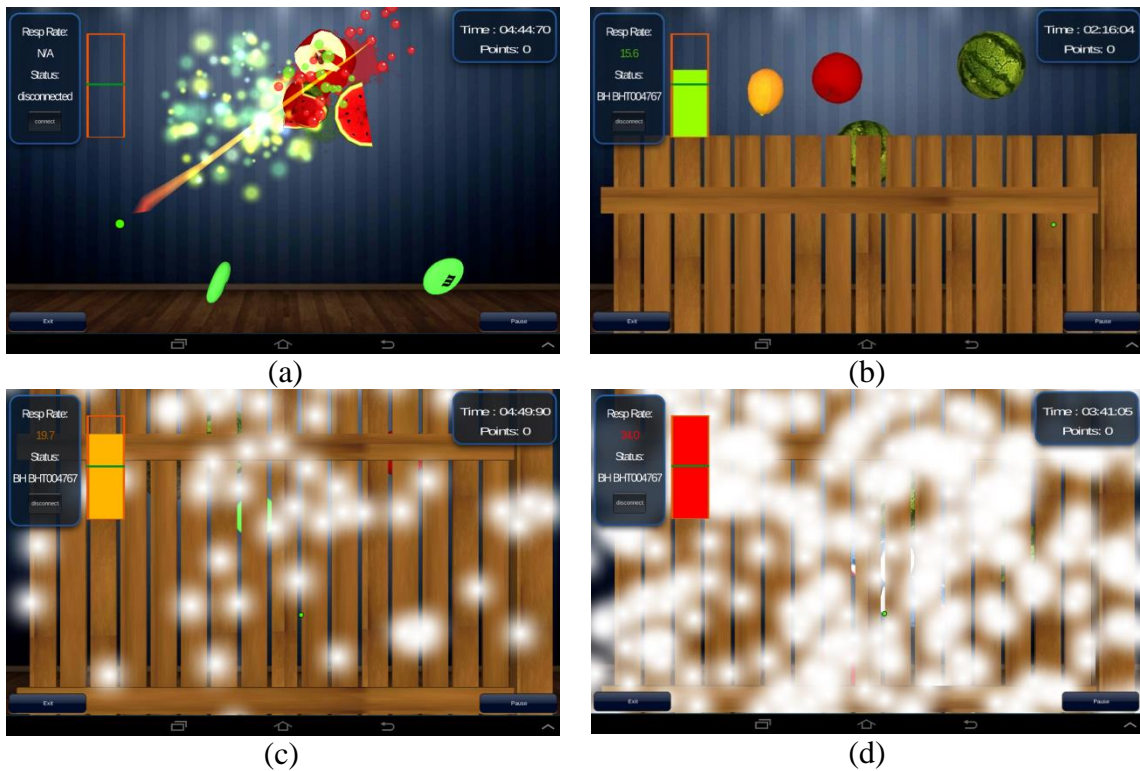 Resp Rate:
N/A
Status:
disconnected
connect
Time : 04:44:70
Points: 0
m
Exit
Pause
(a)
Resp Rate:
15.6
Status:
BH BHT004767
disconnect
Time : 02:16:04
Points: 0
Exit
Pause
(b)
Resp Rate:
19.7
Status:
BH BHT004767
disconnect
Time : 04:49:90
Points: 0
Exit
Pause
(c)
Resp Rate:
Status:
BH BHT004767
disconnect
Time : 03:41:05
Points: 0
Exit
Pause
(d)